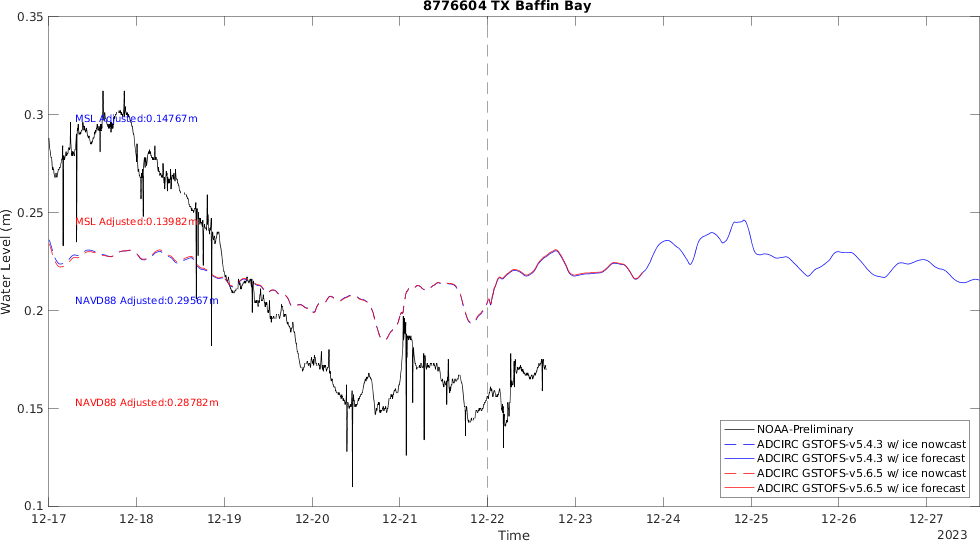 8776604 TX Baffin Bay
0.35
0.3
0.25
0.2
0.15
0.1
Water Level (m)
MSL Adjusted:0.14767m
MSL Adjusted:0.13982m
NAVD88 Adjusted:0.29567m
NAVD88 Adjusted:0.28782m
NOAA-Preliminary
ADCIRC GSTOFS-v5.4.3 w/ ice nowcast
ADCIRC GSTOFS-v5.4.3 w/ ice forecast
ADCIRC GSTOFS-v5.6.5 w/ ice nowcast
ADCIRC GSTOFS-v5.6.5 w/ ice forecast
12-17 12-18 12-19 12-20 12-21 12-22 12-23 12-24 12-25 12-26 12-27
Time
2023